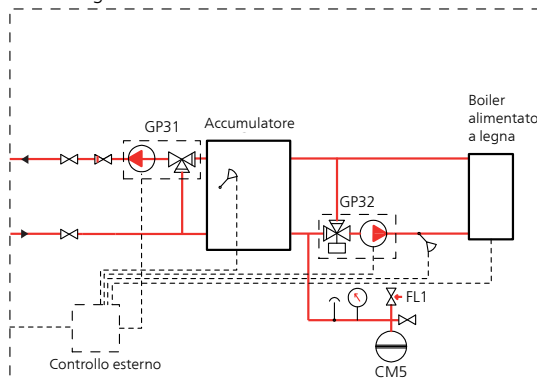 GP31
Accumulatore
Boiler
alimentato
a legna
GP32
FL1
Controllo esterno
CM5